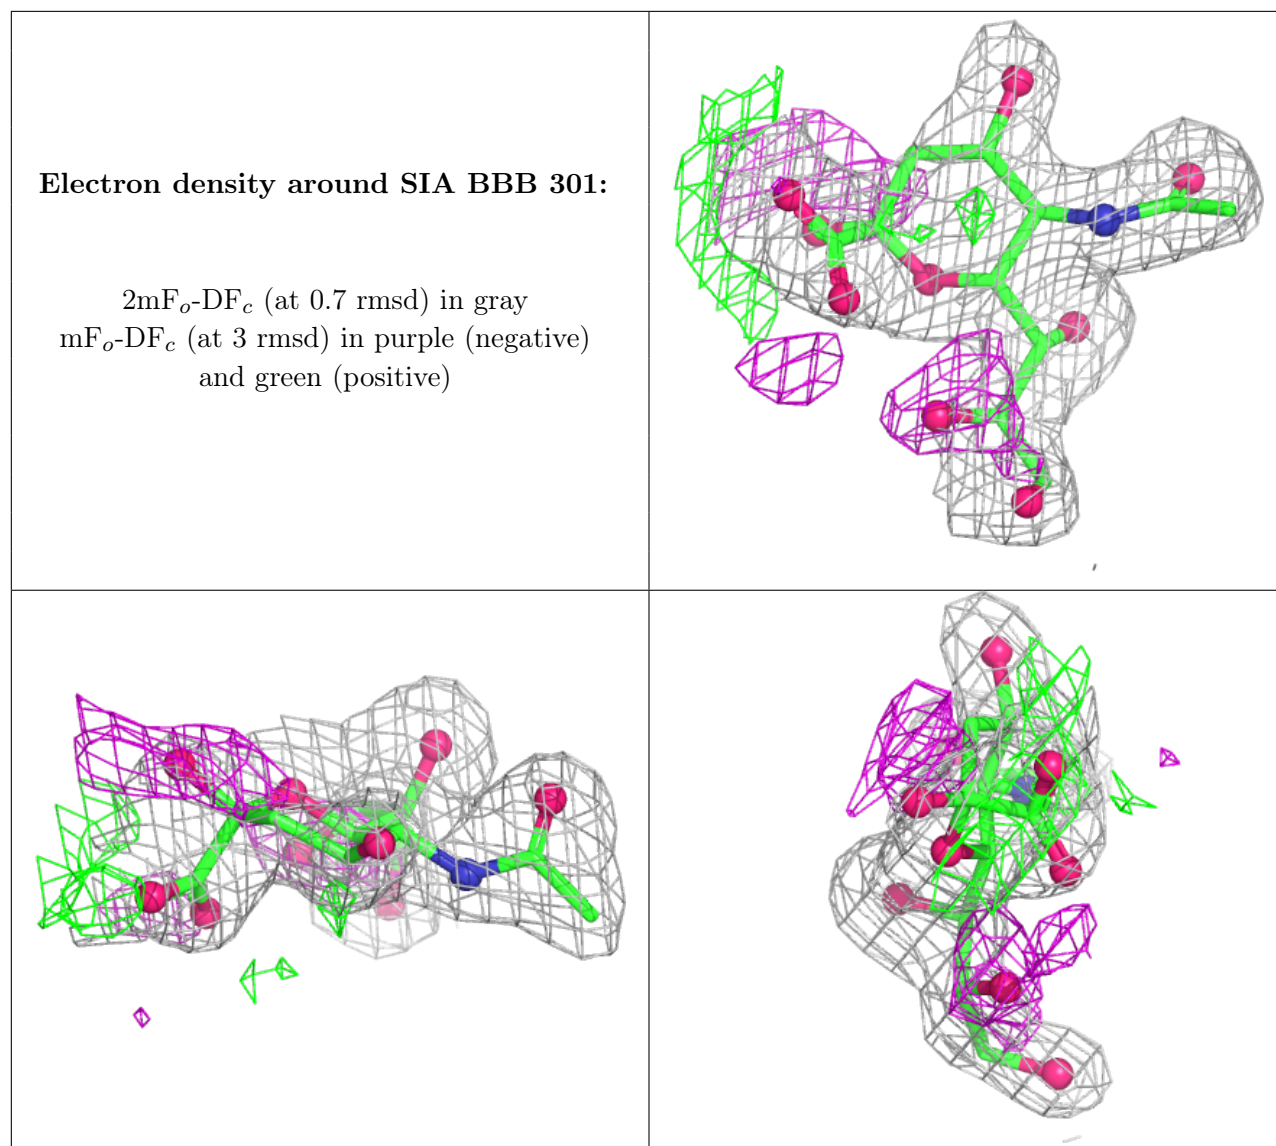 Electron density around SIA BBB 301:
2mFo-DFc (at 0.7 rmsd) in gray
mFo-DFc (at 3 rmsd) in purple (negative)
and green (positive)